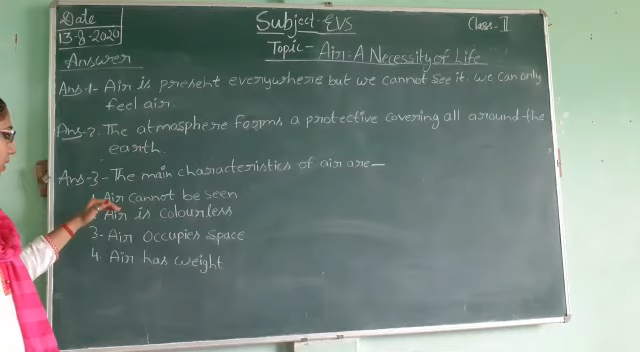 Date
13-8-2020
Subject-EVS
Class-II
Topic- Air: A Necessity of Life
Answer
Ans-1- Air is present everywhere but we cannot see it. we can only
feel air.
Ans-2. The atmosphere forms a protective covering all around the
earth.
Ans-3- The main characteristics of air are—
1. Air cannot be seen
Air is colourless
3- Air occupies space
4. Air has weight